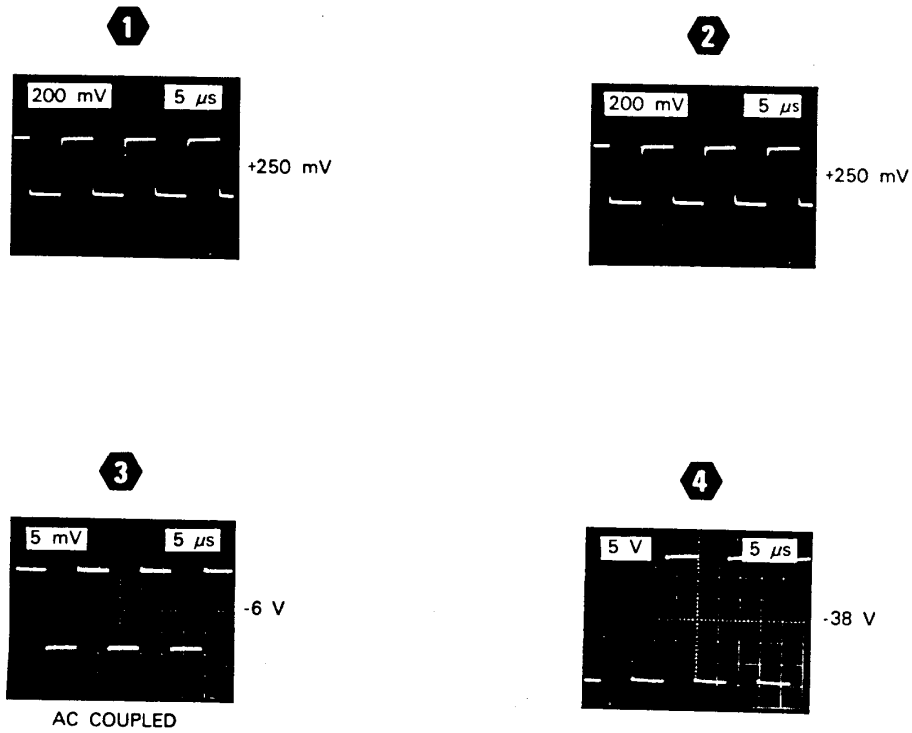 1
2
200 mV 5 µs
+250 mV
200 mV 5 µs
+250 mV
3
4
5 mV 5 µs
-6 V
AC COUPLED
5 V 5 µs
-38 V